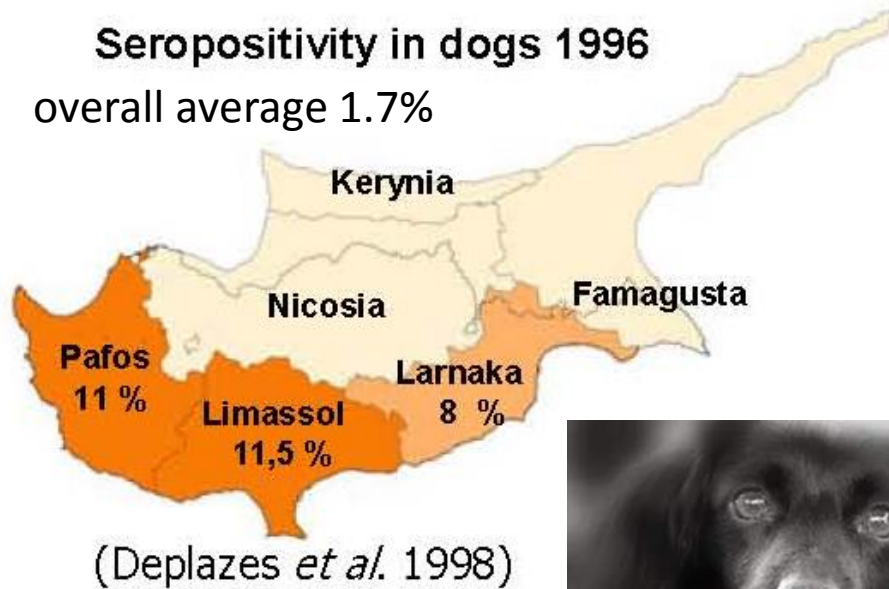 Seropositivity in dogs 1996
overall average 1.7%
Kerynia
Nicosia
Famagusta
Pafos
11 %
Limassol
11,5 %
Larnaka
8 %
(Deplazes et al. 1998)